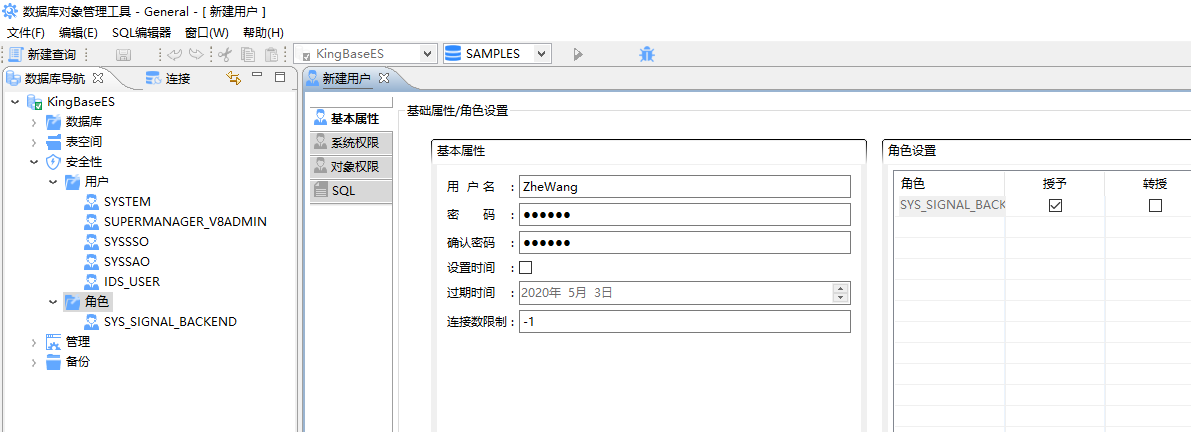 数据库对象管理工具 - General - [ 新建用户 ]
文件(F) 编辑(E) SQL编辑器 窗口(W) 帮助(H)
新建查询 KingBaseES SAMPLES
数据库导航 连接
新建用户
KingBaseES
数据库
表空间
安全性
用户
SYSTEM
SUPERMANAGER_V8ADMIN
SYSSSO
SYSSAO
IDS_USER
角色
SYS_SIGNAL_BACKEND
管理
备份
基本属性
系统权限
对象权限
SQL
基础属性/角色设置
基本属性
用 户 名 : ZheWang
密 码 : ●●●●●●
确认密码 : ●●●●●●
设置时间 :
过期时间 : 2020年 5月 3日
连接数限制 : -1
角色设置
角色 授予 转授
SYS_SIGNAL_BACK